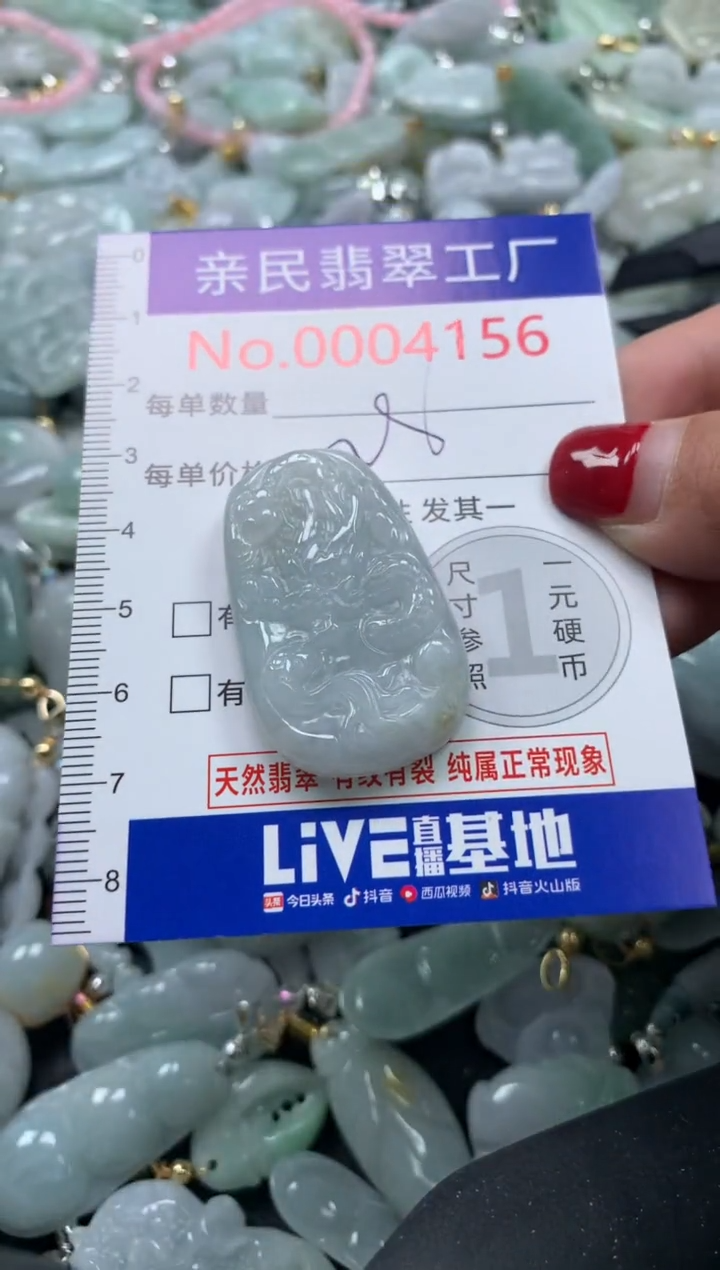 亲民翡翠工厂
No.0004156
每单数量
每单价格
发其一
0
1
2
3
4
5
6
7
8
有
有
尺寸参照
1
一元硬币
天然翡翠 有纹有裂 纯属正常现象
LiVE直播基地
头条 今日头条 抖音 西瓜视频 抖音火山版